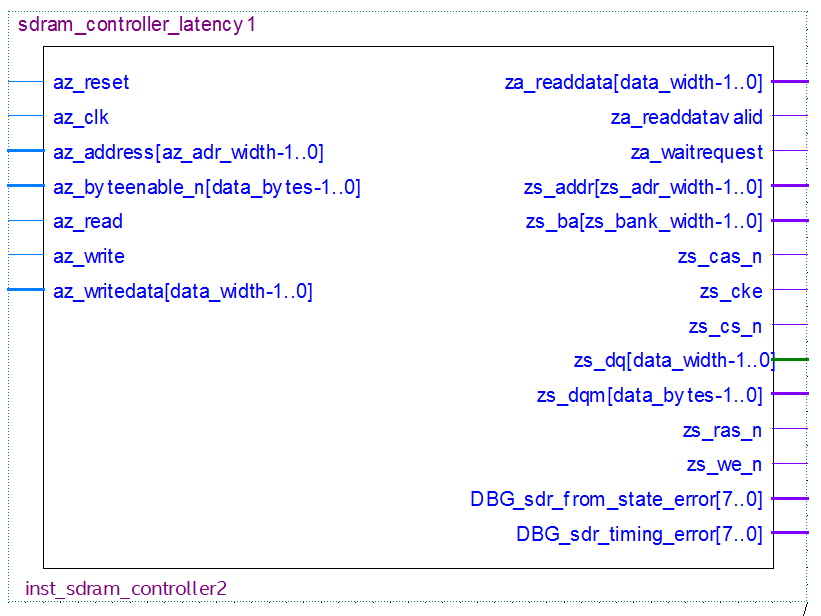 sdram_controller_latency1
az_reset
az_clk
az_address[az_adr_width-1..0]
az_byteenable_n[data_bytes-1..0]
az_read
az_write
az_writedata[data_width-1..0]
za_readdata[data_width-1..0]
za_readdatavalid
za_waitrequest
zs_addr[zs_adr_width-1..0]
zs_ba[zs_bank_width-1..0]
zs_cas_n
zs_cke
zs_cs_n
zs_dq[data_width-1..0]
zs_dqm[data_bytes-1..0]
zs_ras_n
zs_we_n
DBG_sdr_from_state_error[7..0]
DBG_sdr_timing_error[7..0]
inst_sdram_controller2